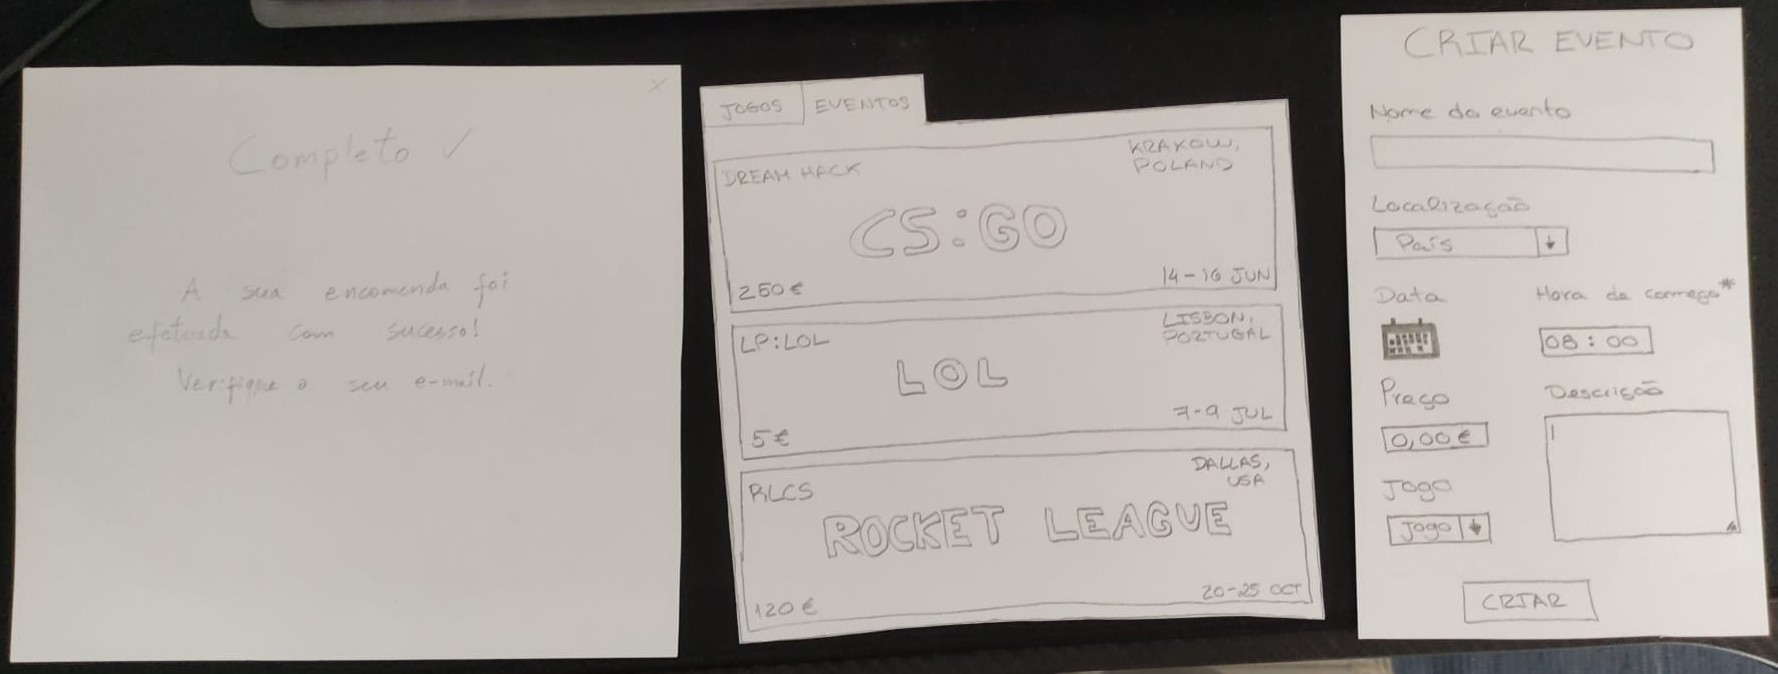 X
Completo ✓
A sua encomenda foi
efetuada com sucesso!
Verifique o seu e-mail.
JOGOS
EVENTOS
DREAM HACK
KRAKOW,
POLAND
CS:GO
250€
14-16 JUN
LP:LOL
LISBON,
PORTUGAL
LOL
5€
7-9 JUL
RLCS
DALLAS,
USA
ROCKET LEAGUE
120€
20-25 OCT
CRIAR EVENTO
Nome do evento
Localização
País
Data
Hora de começo*
08:00
Preço
Descrição
0,00€
Jogo
Jogo
CRIAR